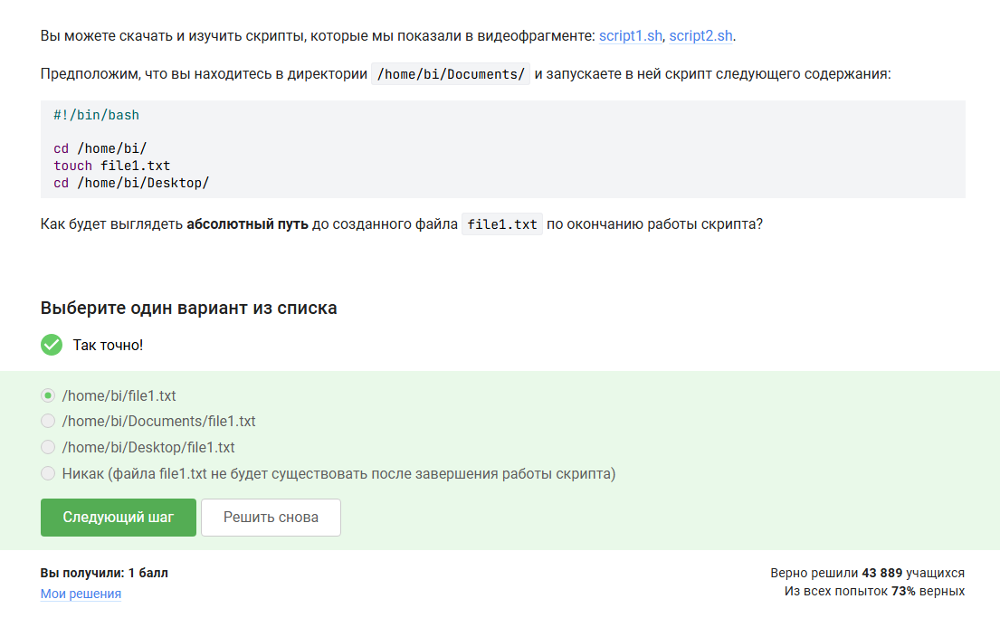 Вы можете скачать и изучить скрипты, которые мы показали в видеофрагменте: script1.sh, script2.sh.
Предположим, что вы находитесь в директории /home/bi/Documents/ и запускаете в ней скрипт следующего содержания:
#!/bin/bash
cd /home/bi/
touch file1.txt
cd /home/bi/Desktop/
Как будет выглядеть абсолютный путь до созданного файла file1.txt по окончанию работы скрипта?
Выберите один вариант из списка
Так точно!
/home/bi/file1.txt
/home/bi/Documents/file1.txt
/home/bi/Desktop/file1.txt
Никак (файла file1.txt не будет существовать после завершения работы скрипта)
Следующий шаг Решить снова
Вы получили: 1 балл Верно решили 43 889 учащихся
Мои решения Из всех попыток 73% верных